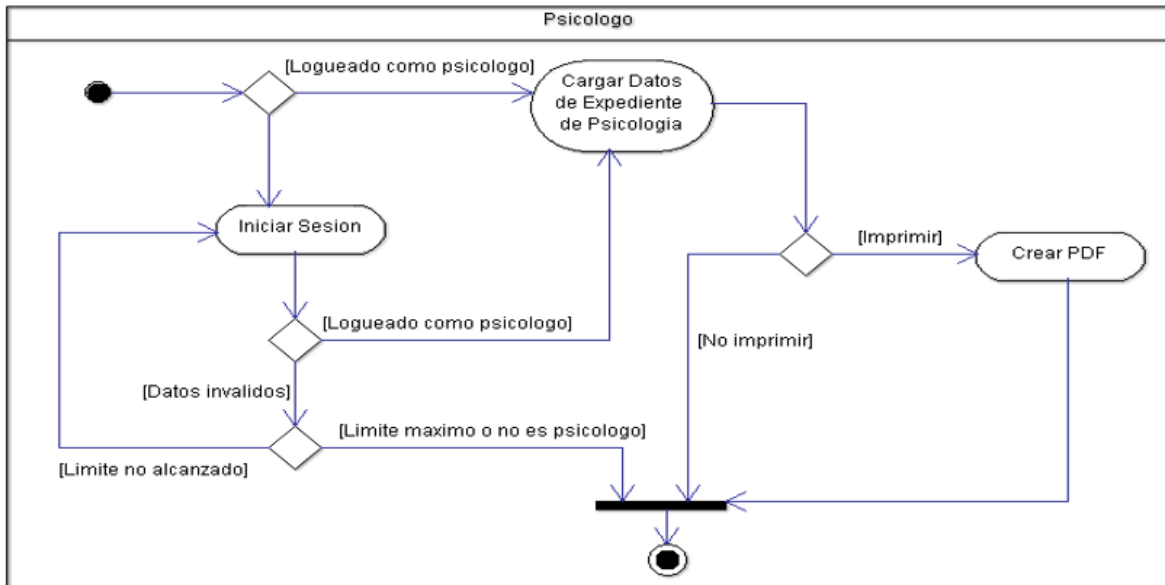 Psicologo
[Logueado como psicologo]
Cargar Datos
de Expediente
de Psicologia
Iniciar Sesion
[Imprimir]
Crear PDF
[Logueado como psicologo]
[No imprimir]
[Datos invalidos]
[Limite maximo o no es psicologo]
[Limite no alcanzado]